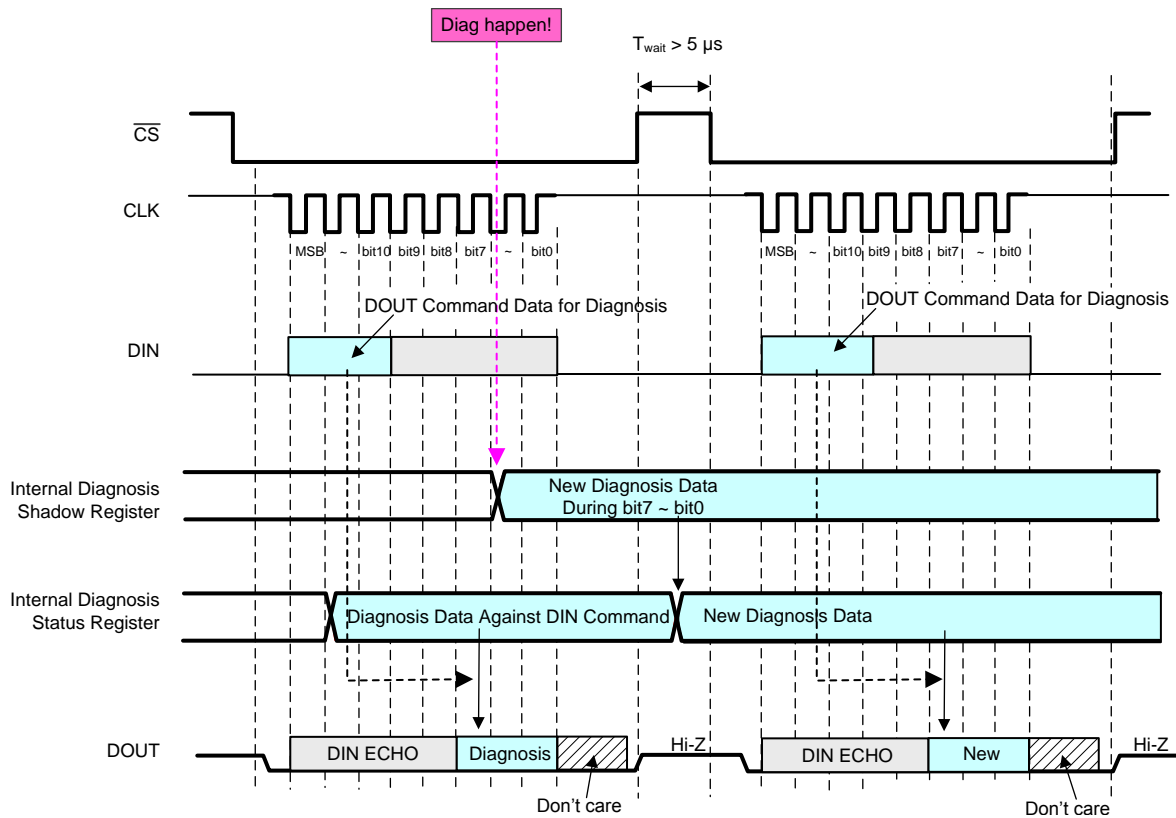 Diag happen!
Twait > 5 µs
CS
CLK
MSB ~ bit10 bit9 bit8 bit7 ~ bit0
MSB ~ bit10 bit9 bit8 bit7 ~ bit0
DOUT Command Data for Diagnosis
DOUT Command Data for Diagnosis
DIN
Internal Diagnosis
Shadow Register
New Diagnosis Data
During bit7 ~ bit0
Internal Diagnosis
Status Register
Diagnosis Data Against DIN Command
New Diagnosis Data
DOUT
DIN ECHO
Diagnosis
Hi-Z
DIN ECHO
New
Hi-Z
Don't care
Don't care